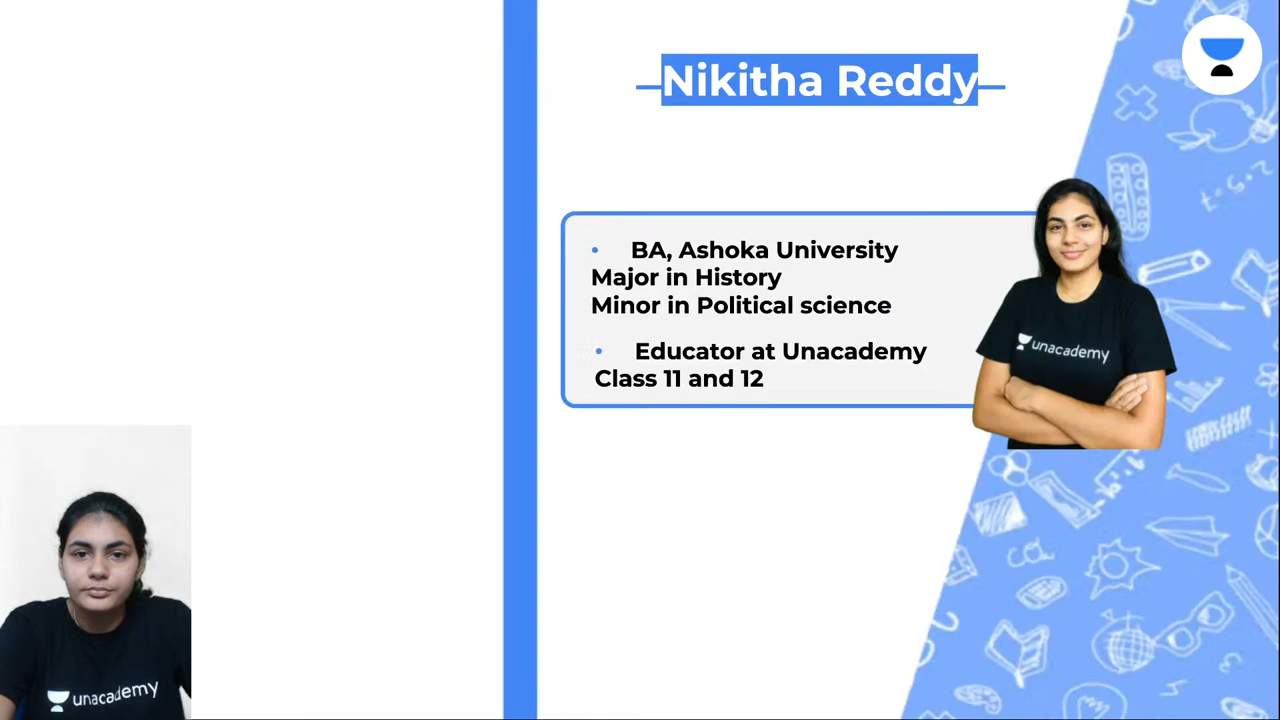 Nikitha Reddy
• BA, Ashoka University
Major in History
Minor in Political science
• Educator at Unacademy
Class 11 and 12
unacademy
unacademy